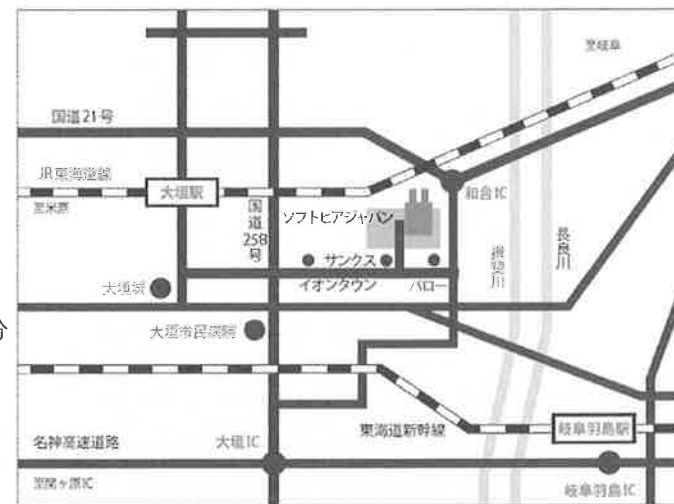 至岐阜
国道21号
JR東海道線
大垣駅
至米原
和合IC
国道258号
ソフトピアジャパン
揖斐川
長良川
サンクス
イオンタウン
バロー
大垣城
大垣市民病院
分
東海道新幹線
岐阜羽島駅
名神高速道路
大垣IC
至関ヶ原IC
岐阜羽島IC